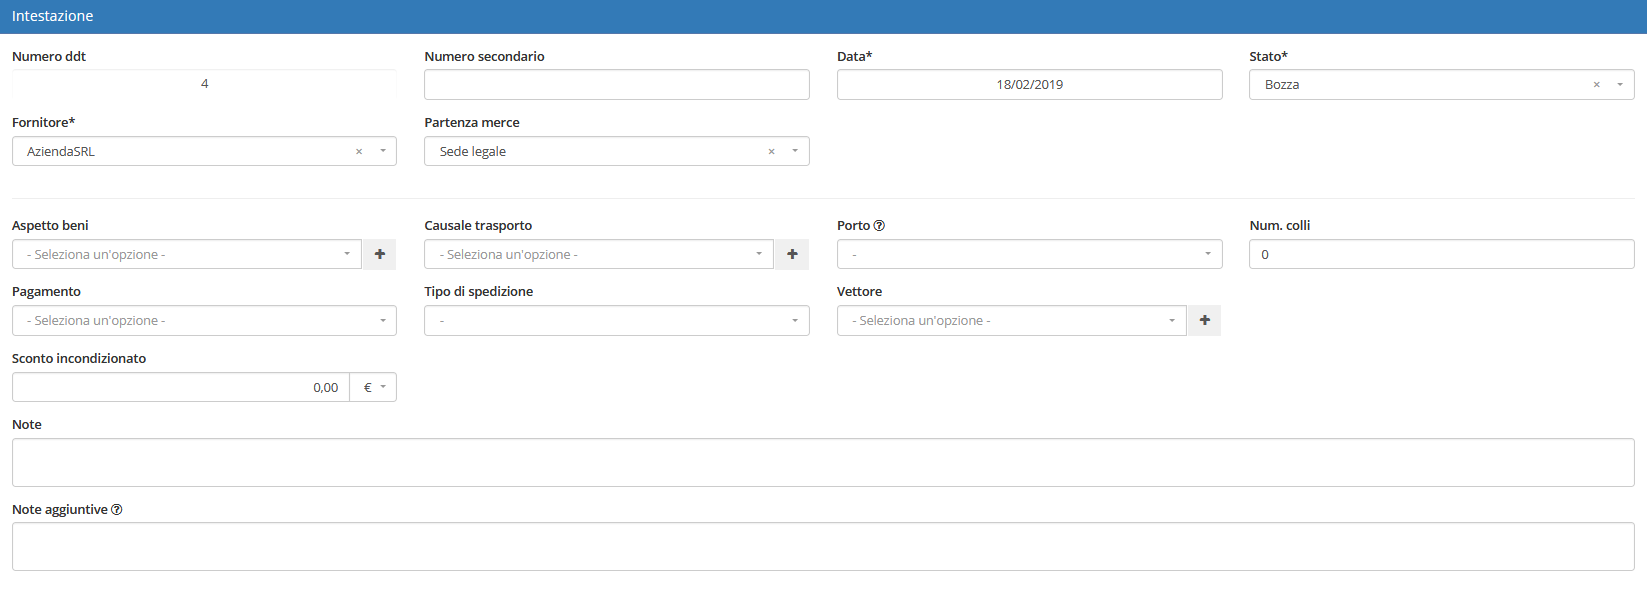 Intestazione
Numero ddt Numero secondario Data* Stato*
4 18/02/2019 Bozza × 
Fornitore* Partenza merce
AziendaSRL × Sede legale ×
Aspetto beni Causale trasporto Porto ? Num. colli
- Seleziona un'opzione - + - Seleziona un'opzione - + - 0
Pagamento Tipo di spedizione Vettore
- Seleziona un'opzione - - - Seleziona un'opzione - +
Sconto incondizionato
0,00 €
Note
Note aggiuntive ?